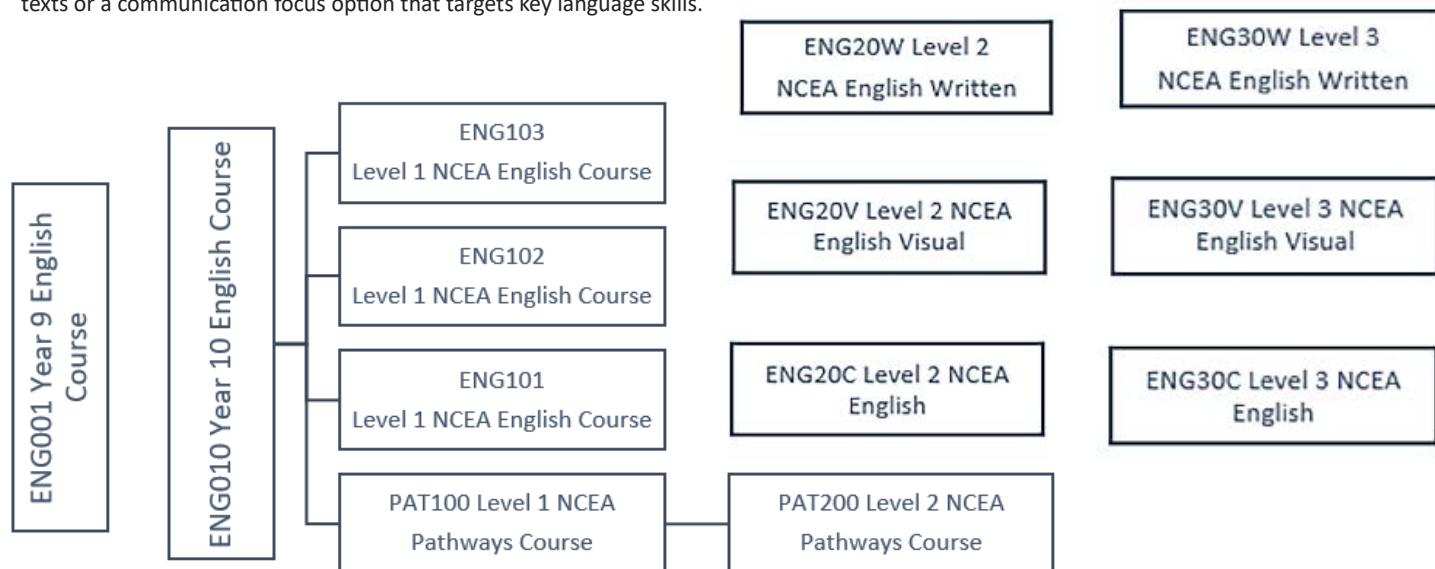 texts or a communication focus option that targets key language skills.
ENG001 Year 9 English
Course
ENG010 Year 10 English Course
ENG103
Level 1 NCEA English Course
ENG102
Level 1 NCEA English Course
ENG101
Level 1 NCEA English Course
PAT100 Level 1 NCEA
Pathways Course
ENG20W Level 2
NCEA English Written
ENG20V Level 2 NCEA
English Visual
ENG20C Level 2 NCEA
English
PAT200 Level 2 NCEA
Pathways Course
ENG30W Level 3
NCEA English Written
ENG30V Level 3 NCEA
English Visual
ENG30C Level 3 NCEA
English